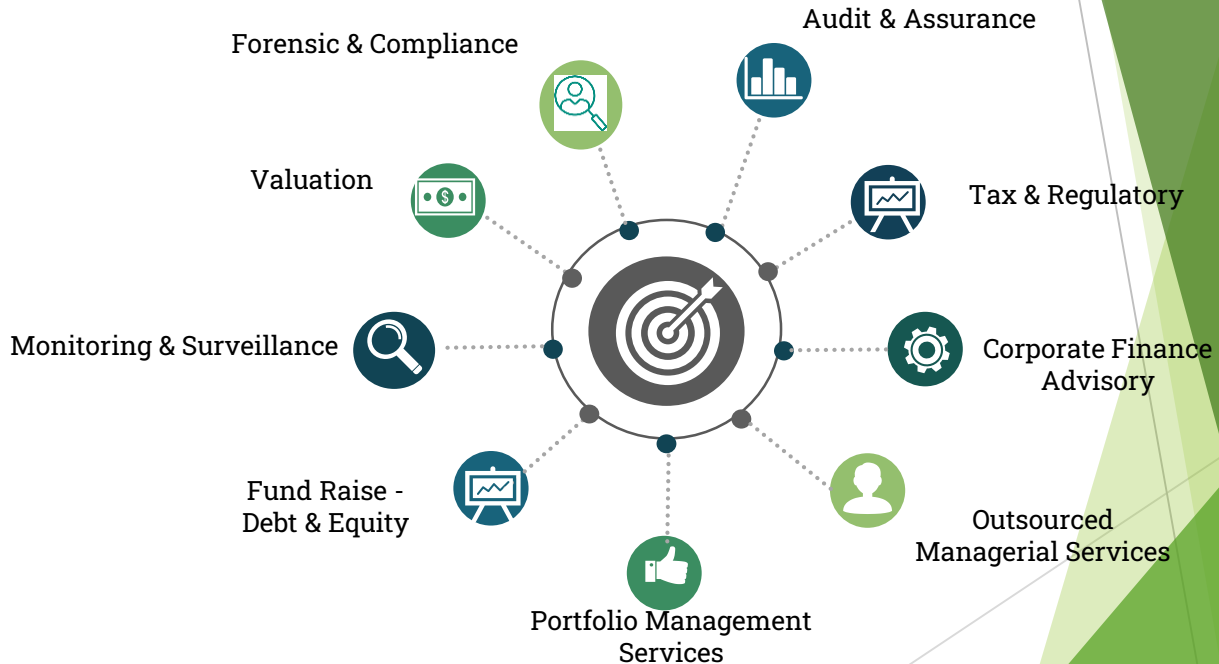 Audit & Assurance
Forensic & Compliance
Valuation
Tax & Regulatory
Monitoring & Surveillance
Corporate Finance
Advisory
Fund Raise -
Debt & Equity
Outsourced
Managerial Services
Portfolio Management
Services